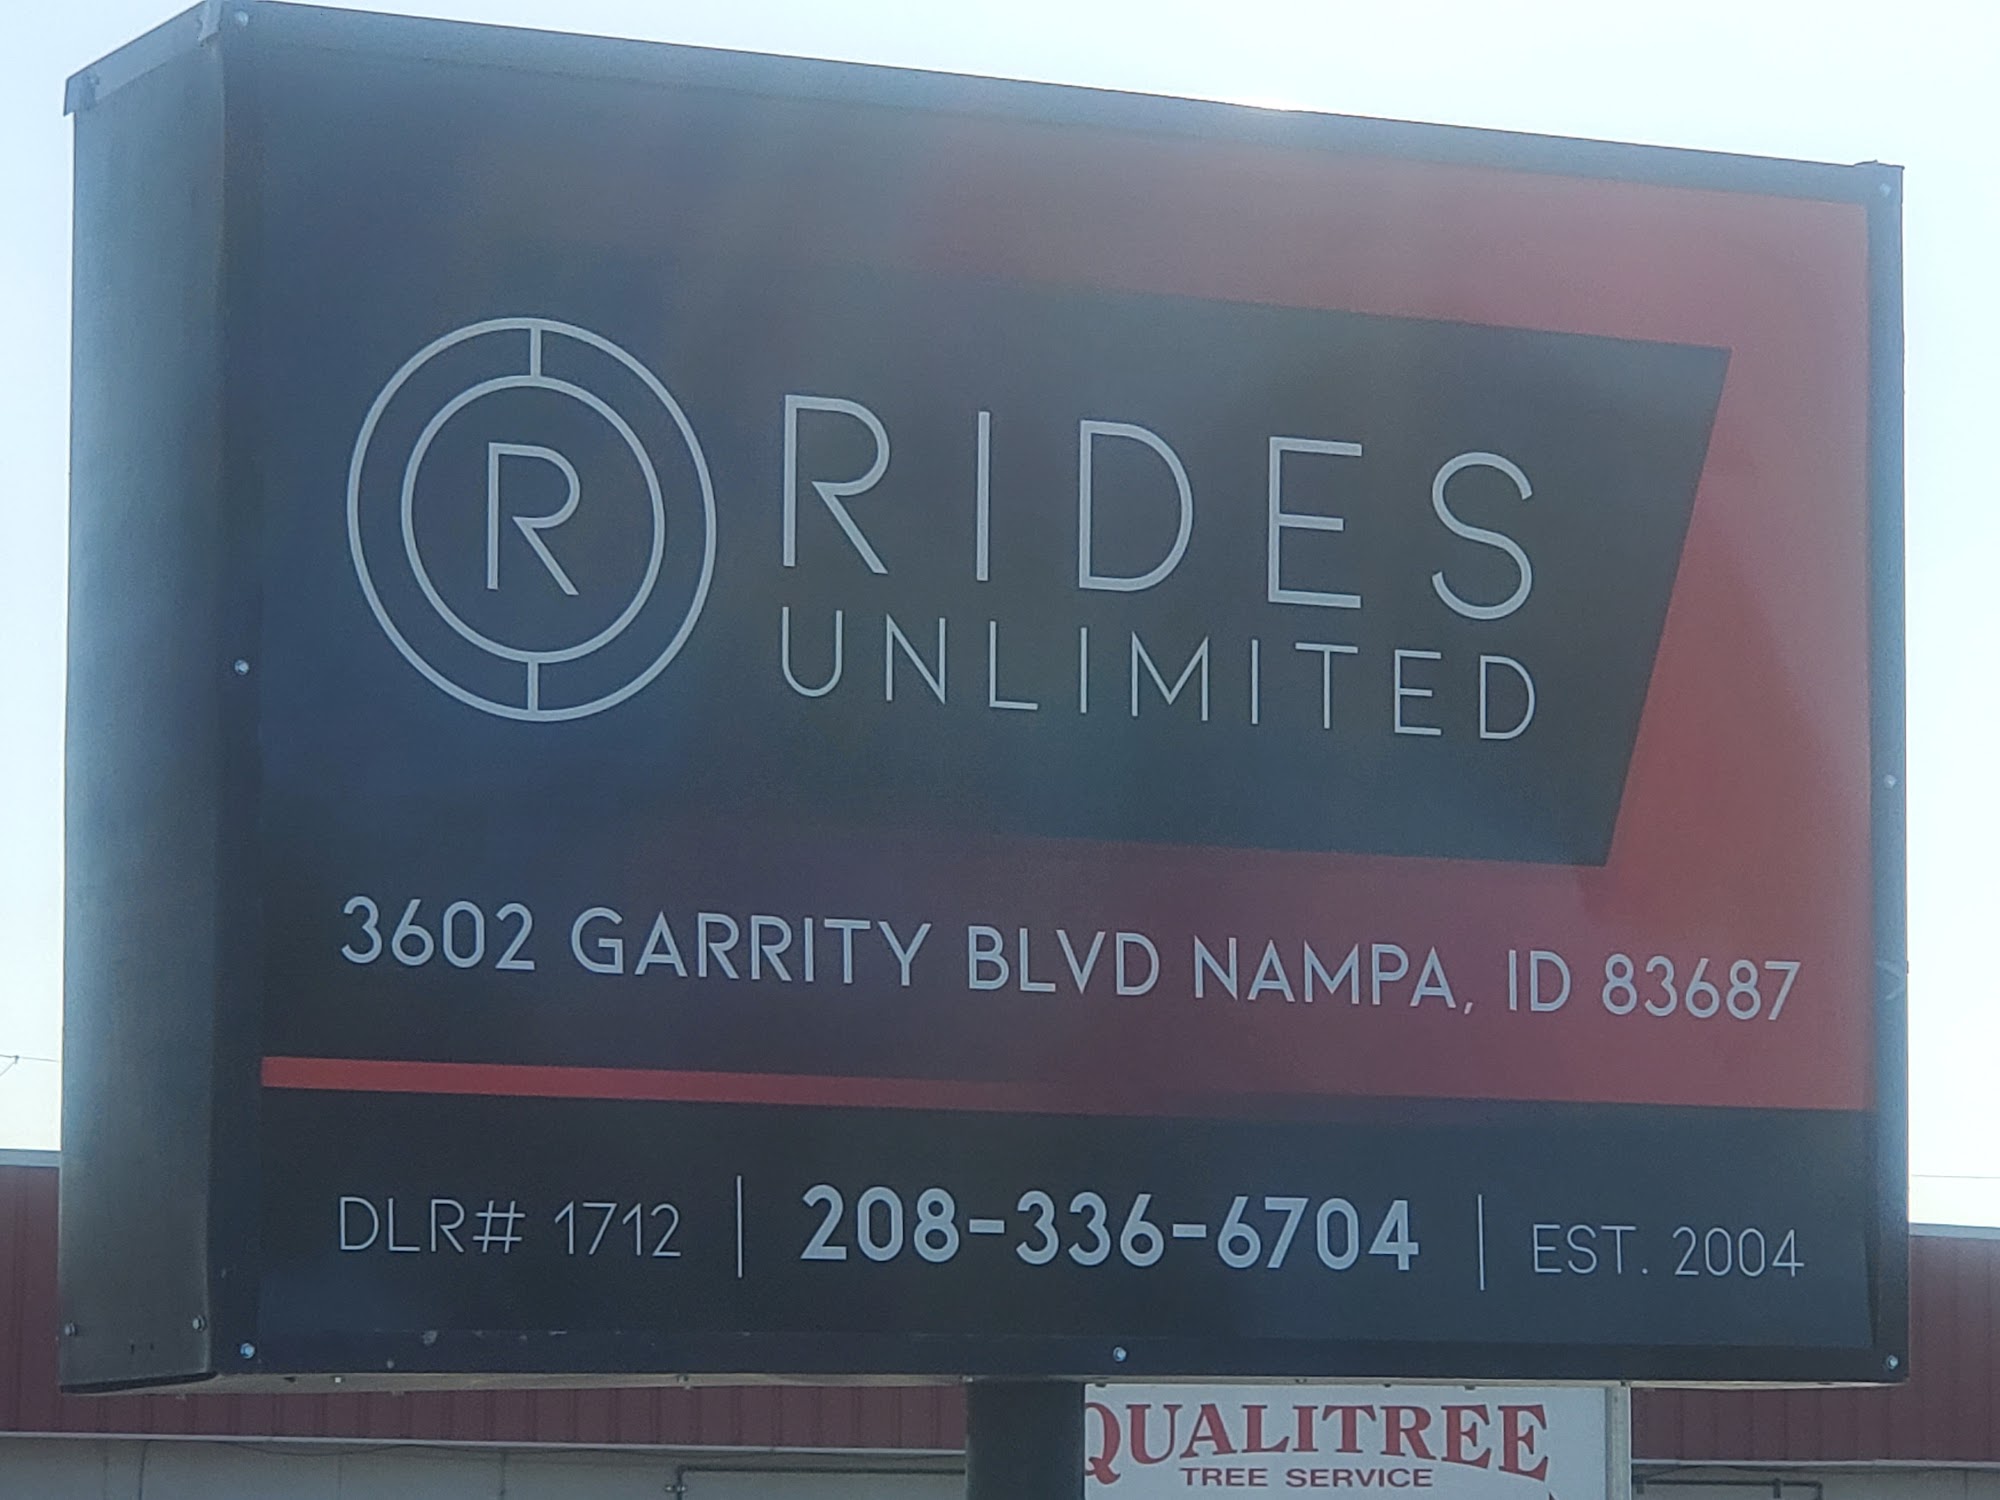 R
RIDES
UNLIMITED
3602 GARRITY BLVD NAMPA, ID 83687
DLR# 1712 | 208-336-6704 | EST. 2004
QUALITREE
TREE SERVICE